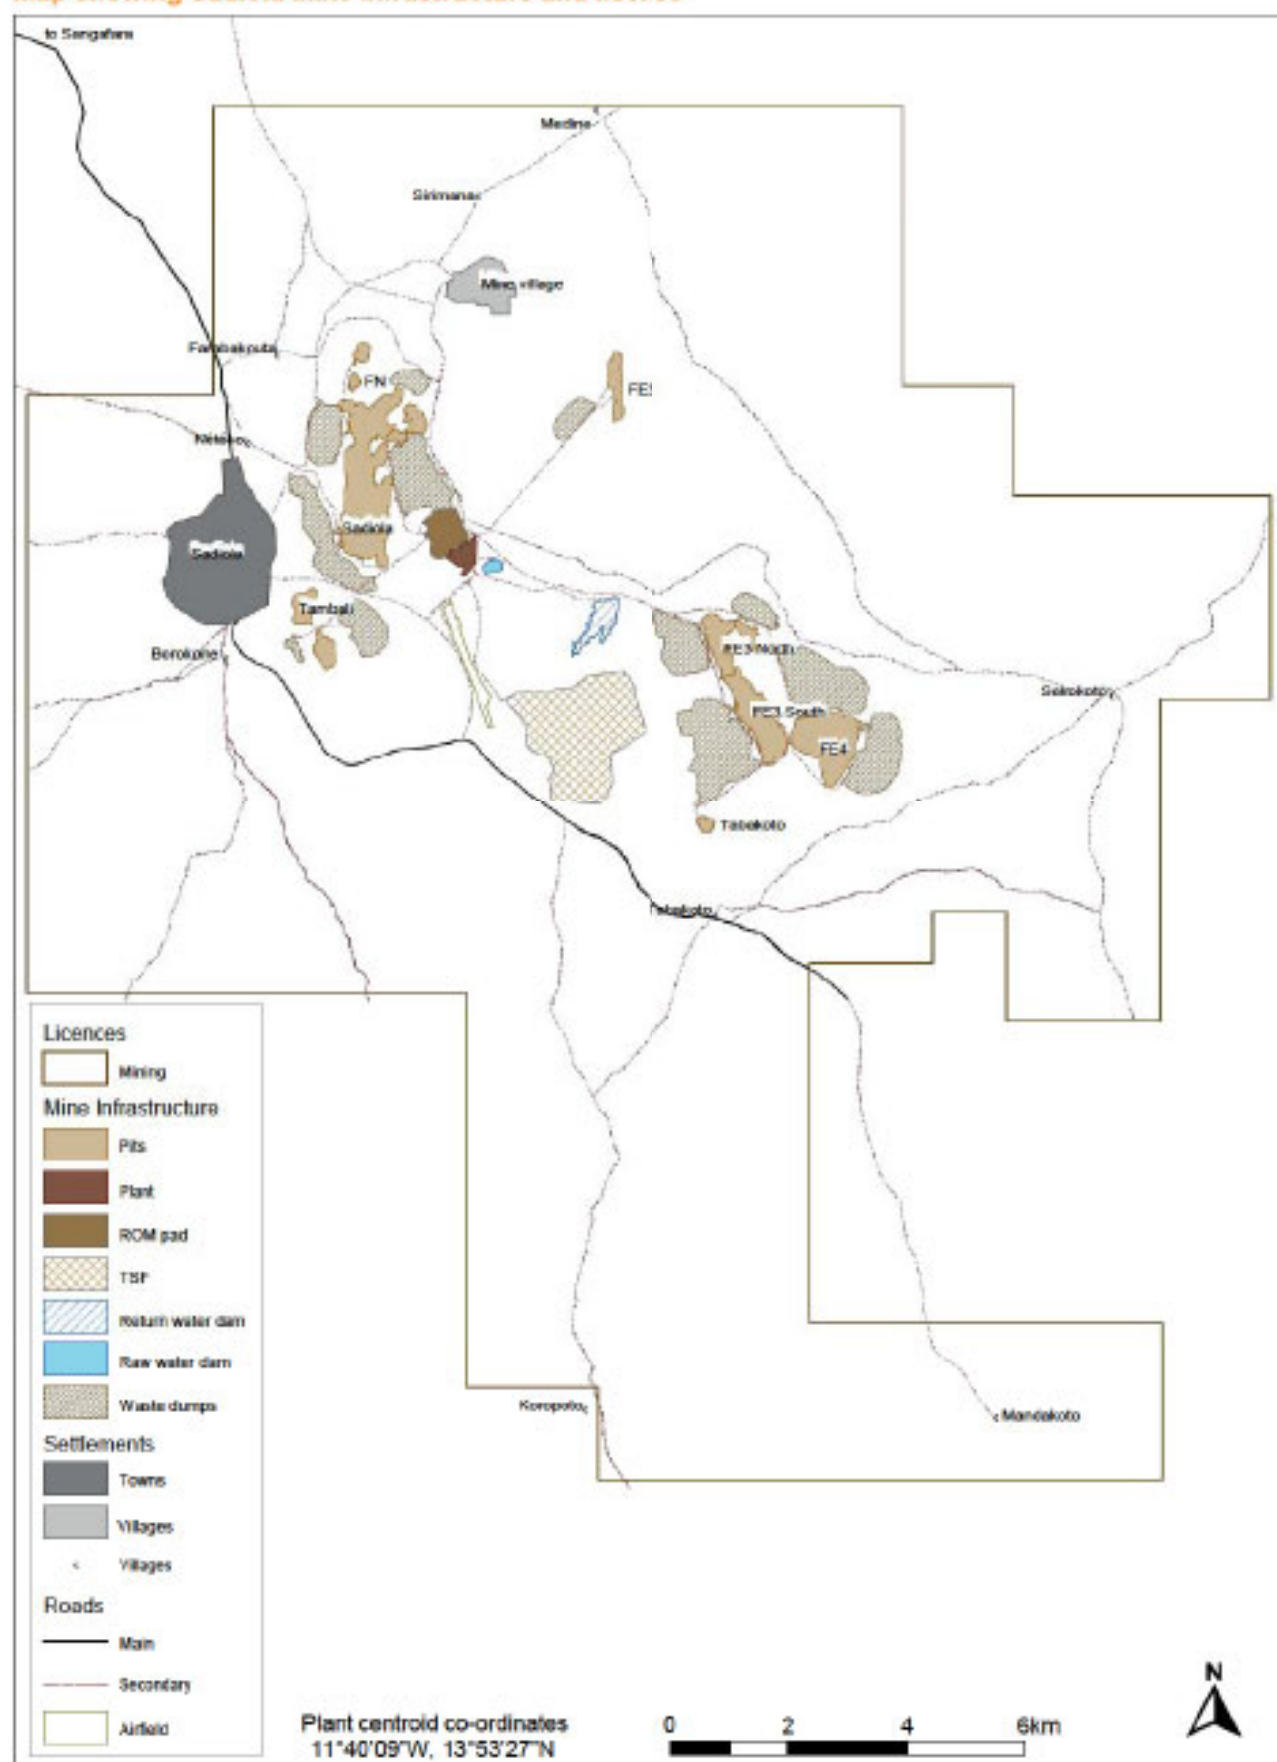 to Sangafara
Medina
Sirimana
Mine village
Farabakouta
FN
Sadiola
Sadiola
Tambali
FE3 North
Sekokoto
FE3 South
FE4
Tabakoto
Tabakoto
Licences
Mining
Mine Infrastructure
Pits
Plant
ROM pad
TSF
Return water dam
Raw water dam
Waste dumps
Settlements
Towns
Villages
Villages
Roads
Main
Secondary
Airfield
Koropoto
Mandakoto
Plant centroid co-ordinates
11°40'09"W, 13°53'27"N
0 2 4 6km
N